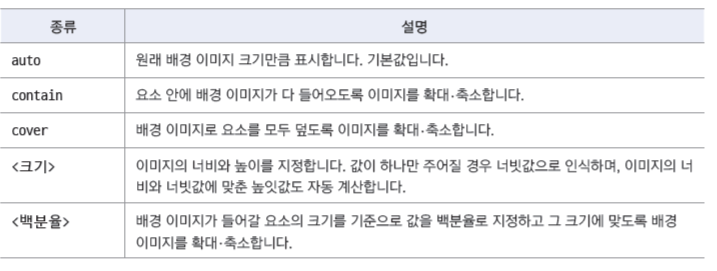 종류 설명
auto 원래 배경 이미지 크기만큼 표시합니다. 기본값입니다.
contain 요소 안에 배경 이미지가 다 들어오도록 이미지를 확대·축소합니다.
cover 배경 이미지로 요소를 모두 덮도록 이미지를 확대·축소합니다.
<크기> 이미지의 너비와 높이를 지정합니다. 값이 하나만 주어질 경우 너빗값으로 인식하며, 이미지의 너
비와 너빗값에 맞춘 높잇값도 자동 계산합니다.
<백분율> 배경 이미지가 들어갈 요소의 크기를 기준으로 값을 백분율로 지정하고 그 크기에 맞도록 배경
이미지를 확대·축소합니다.